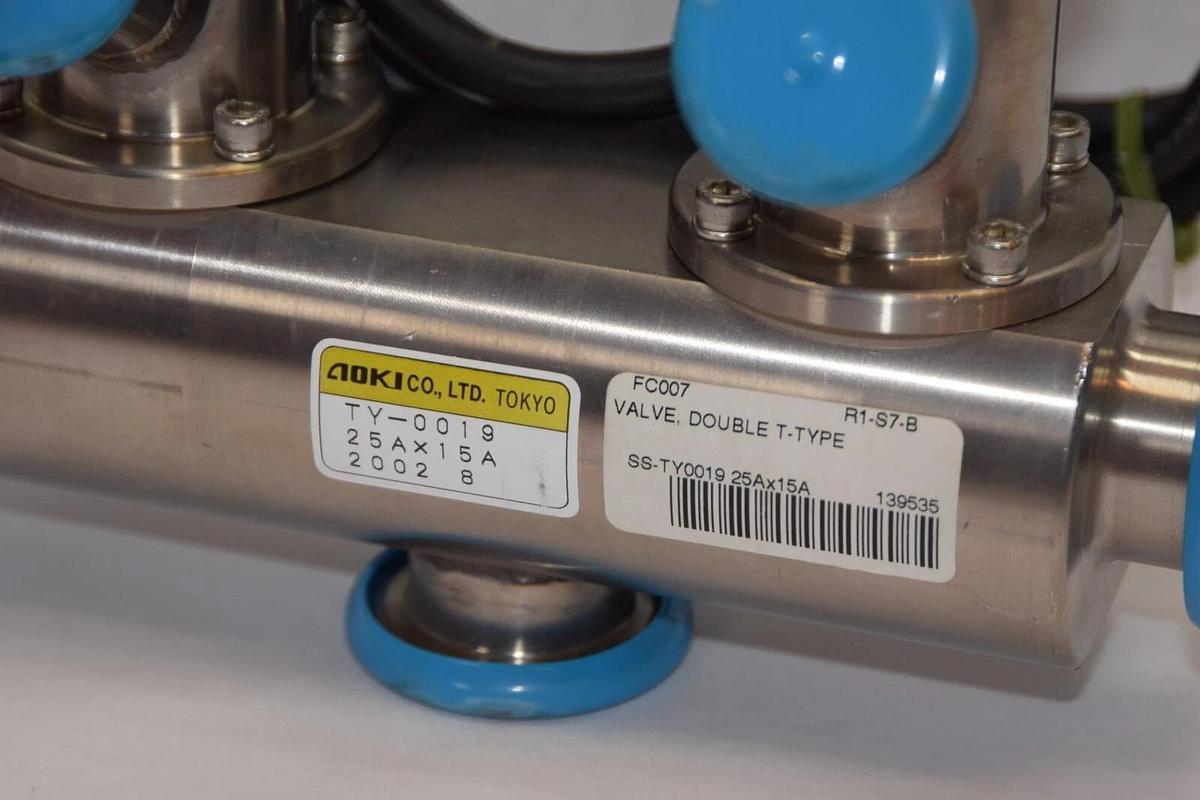 AOKI CO., LTD. TOKYO
TY-0019
25A×15A
2002 8
FC007
R1-S7-B
VALVE, DOUBLE T-TYPE
SS-TY0019 25Ax15A
139535